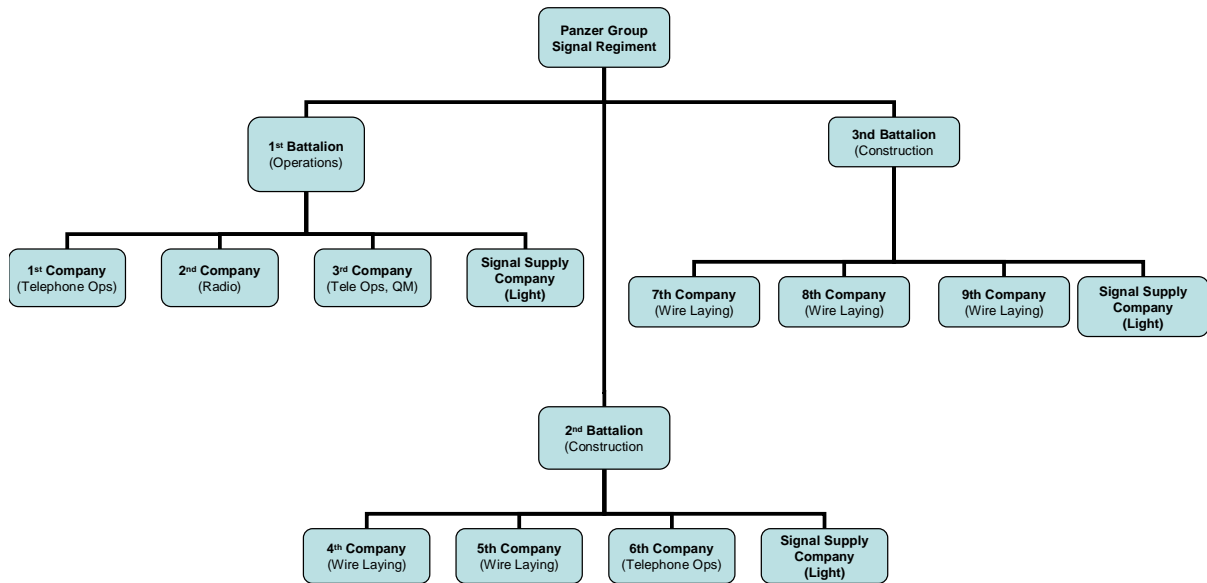 Panzer Group
Signal Regiment
1st Battalion
(Operations)
3nd Battalion
(Construction
1st Company
(Telephone Ops)
2nd Company
(Radio)
3rd Company
(Tele Ops, QM)
Signal Supply
Company
(Light)
7th Company
(Wire Laying)
8th Company
(Wire Laying)
9th Company
(Wire Laying)
Signal Supply
Company
(Light)
2nd Battalion
(Construction
4th Company
(Wire Laying)
5th Company
(Wire Laying)
6th Company
(Telephone Ops)
Signal Supply
Company
(Light)